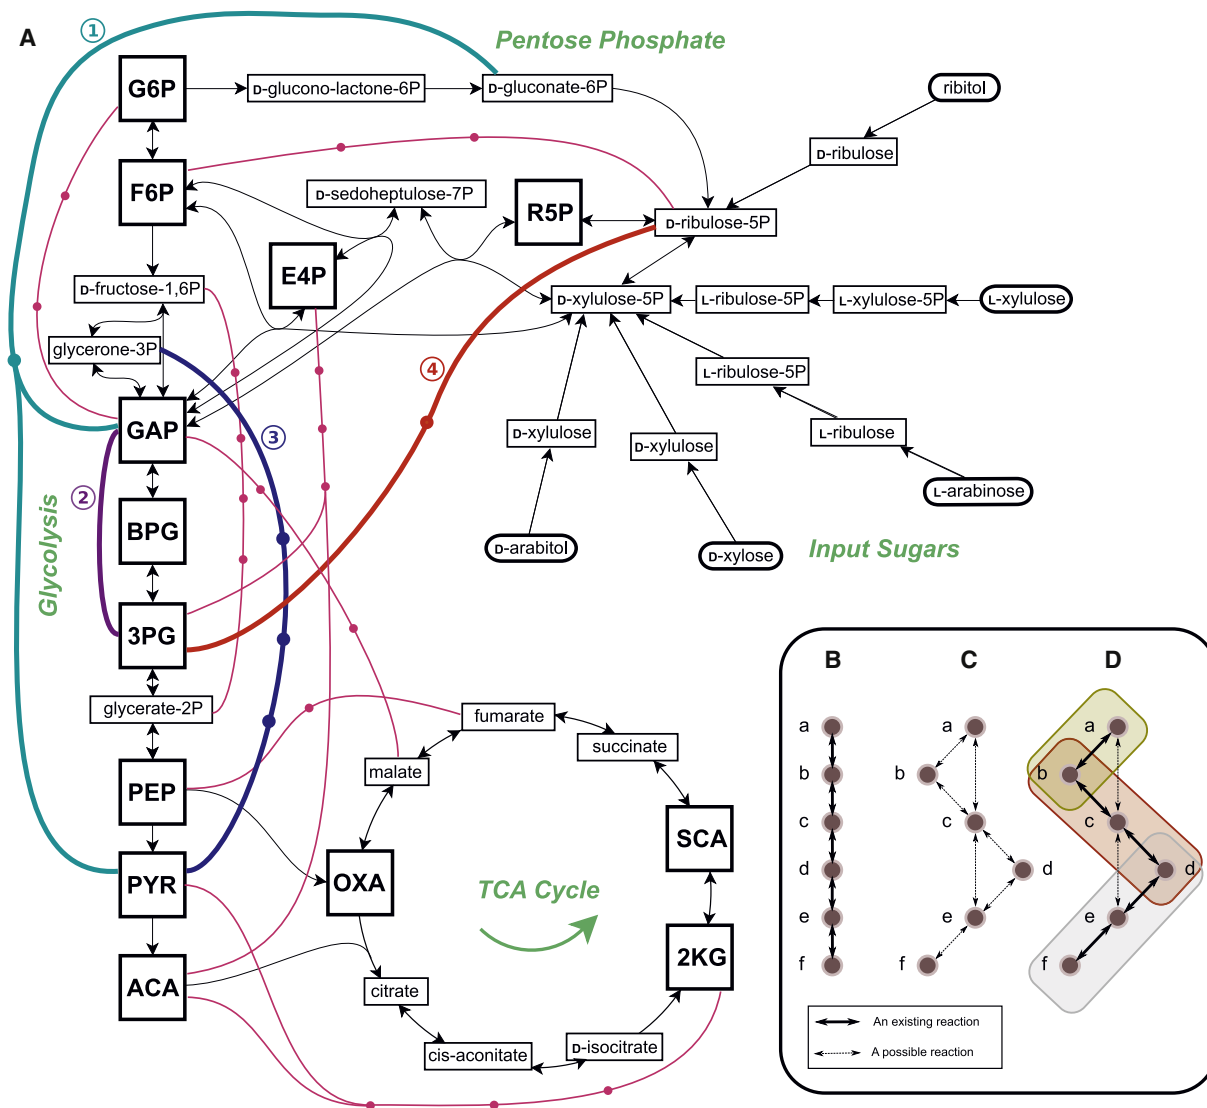 A
1
Pentose Phosphate
G6P
D-glucono-lactone-6P
D-gluconate-6P
ribitol
D-ribulose
F6P
D-sedoheptulose-7P
R5P
D-ribulose-5P
E4P
D-fructose-1,6P
D-xylulose-5P
L-ribulose-5P
L-xylulose-5P
L-xylulose
glycerone-3P
4
L-ribulose-5P
GAP
3
D-xylulose
D-xylulose
L-ribulose
2
L-arabinose
Glycolysis
BPG
D-arabitol
D-xylose
Input Sugars
3PG
glycerate-2P
fumarate
succinate
malate
PEP
SCA
PYR
OXA
TCA Cycle
2KG
ACA
citrate
cis-aconitate
D-isocitrate
B
C
D
a
a
a
b
b
b
c
c
c
d
d
d
e
e
e
f
f
f
An existing reaction
A possible reaction